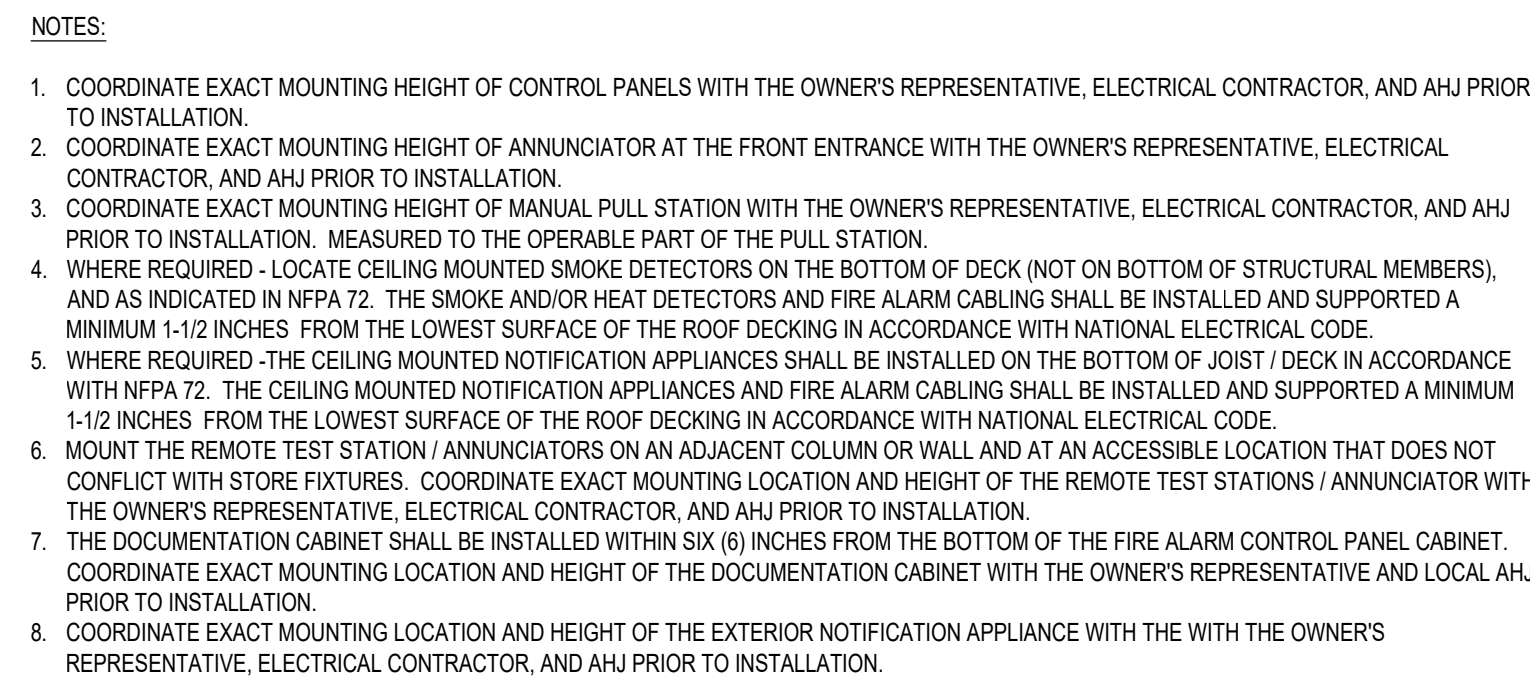 NOTES:
1. COORDINATE EXACT MOUNTING HEIGHT OF CONTROL PANELS WITH THE OWNER'S REPRESENTATIVE, ELECTRICAL CONTRACTOR, AND AHJ PRIOR
TO INSTALLATION.
2. COORDINATE EXACT MOUNTING HEIGHT OF ANNUNCIATOR AT THE FRONT ENTRANCE WITH THE OWNER'S REPRESENTATIVE, ELECTRICAL
CONTRACTOR, AND AHJ PRIOR TO INSTALLATION.
3. COORDINATE EXACT MOUNTING HEIGHT OF MANUAL PULL STATION WITH THE OWNER'S REPRESENTATIVE, ELECTRICAL CONTRACTOR, AND AHJ
PRIOR TO INSTALLATION. MEASURED TO THE OPERABLE PART OF THE PULL STATION.
4. WHERE REQUIRED - LOCATE CEILING MOUNTED SMOKE DETECTORS ON THE BOTTOM OF DECK (NOT ON BOTTOM OF STRUCTURAL MEMBERS),
AND AS INDICATED IN NFPA 72. THE SMOKE AND/OR HEAT DETECTORS AND FIRE ALARM CABLING SHALL BE INSTALLED AND SUPPORTED A
MINIMUM 1-1/2 INCHES FROM THE LOWEST SURFACE OF THE ROOF DECKING IN ACCORDANCE WITH NATIONAL ELECTRICAL CODE.
5. WHERE REQUIRED -THE CEILING MOUNTED NOTIFICATION APPLIANCES SHALL BE INSTALLED ON THE BOTTOM OF JOIST / DECK IN ACCORDANCE
WITH NFPA 72. THE CEILING MOUNTED NOTIFICATION APPLIANCES AND FIRE ALARM CABLING SHALL BE INSTALLED AND SUPPORTED A MINIMUM
1-1/2 INCHES FROM THE LOWEST SURFACE OF THE ROOF DECKING IN ACCORDANCE WITH NATIONAL ELECTRICAL CODE.
6. MOUNT THE REMOTE TEST STATION / ANNUNCIATORS ON AN ADJACENT COLUMN OR WALL AND AT AN ACCESSIBLE LOCATION THAT DOES NOT
CONFLICT WITH STORE FIXTURES. COORDINATE EXACT MOUNTING LOCATION AND HEIGHT OF THE REMOTE TEST STATIONS / ANNUNCIATOR WITH
THE OWNER'S REPRESENTATIVE, ELECTRICAL CONTRACTOR, AND AHJ PRIOR TO INSTALLATION.
7. THE DOCUMENTATION CABINET SHALL BE INSTALLED WITHIN SIX (6) INCHES FROM THE BOTTOM OF THE FIRE ALARM CONTROL PANEL CABINET.
COORDINATE EXACT MOUNTING LOCATION AND HEIGHT OF THE DOCUMENTATION CABINET WITH THE OWNER'S REPRESENTATIVE AND LOCAL AHJ
PRIOR TO INSTALLATION.
8. COORDINATE EXACT MOUNTING LOCATION AND HEIGHT OF THE EXTERIOR NOTIFICATION APPLIANCE WITH THE WITH THE OWNER'S
REPRESENTATIVE, ELECTRICAL CONTRACTOR, AND AHJ PRIOR TO INSTALLATION.